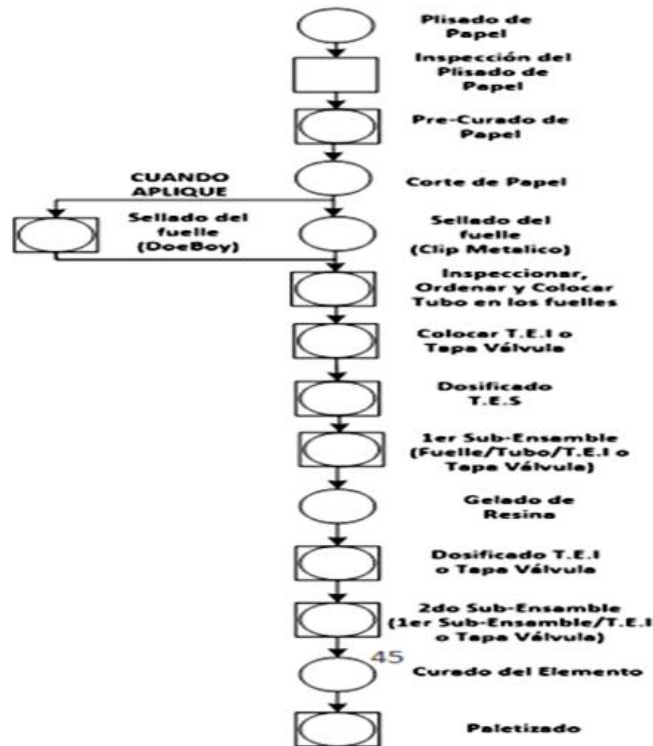 Plisado de
Papel
Inspección del
Plisado de
Papel
Pre-Curado de
Papel
CUANDO
APLIQUE
Corte de Papel
Sellado del
fuelle
(DoeBoy)
Sellado del
fuelle
(Clip Metalico)
Inspeccionar,
Ordenar y Colocar
Tubo en los fuelles
Colocar T.E.I o
Tapa Válvula
Dosificado
T.E.S
1er Sub-Ensamble
(Fuelle/Tubo/T.E.I o
Tapa Válvula)
Gelado de
Resina
Dosificado T.E.I
o Tapa Válvula
2do Sub-Ensamble
(1er Sub-Ensamble/T.E.I
o Tapa Válvula)
45
Curado del Elemento
Paletizado